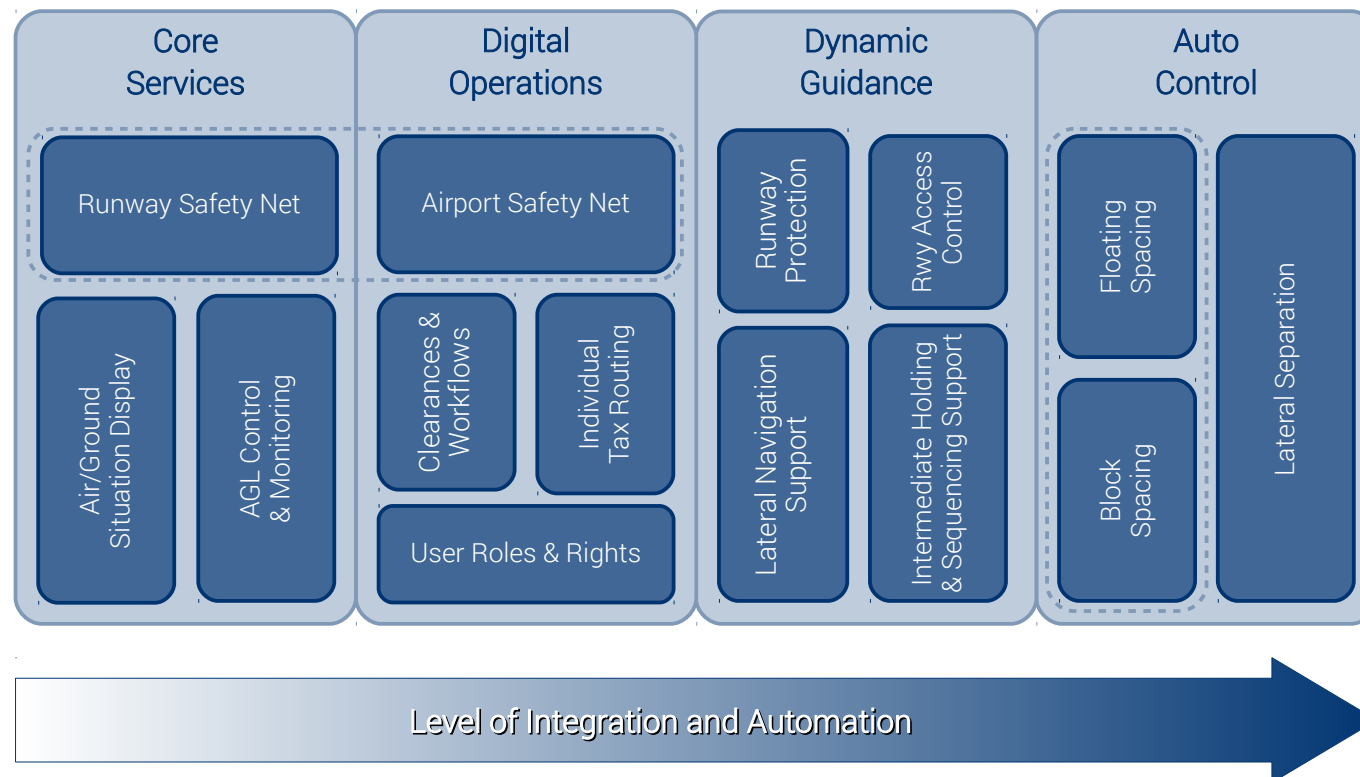 Core
Services
Digital
Operations
Dynamic
Guidance
Auto
Control
Runway Safety Net
Air/Ground
Situation Display
AGL Control
& Monitoring
Airport Safety Net
Clearances &
Workflows
Individual
Tax Routing
User Roles & Rights
Runway
Protection
Rwy Access
Control
Lateral Navigation
Support
Intermediate Holding
& Sequencing Support
Floating
Spacing
Block
Spacing
Lateral Separation
Level of Integration and Automation